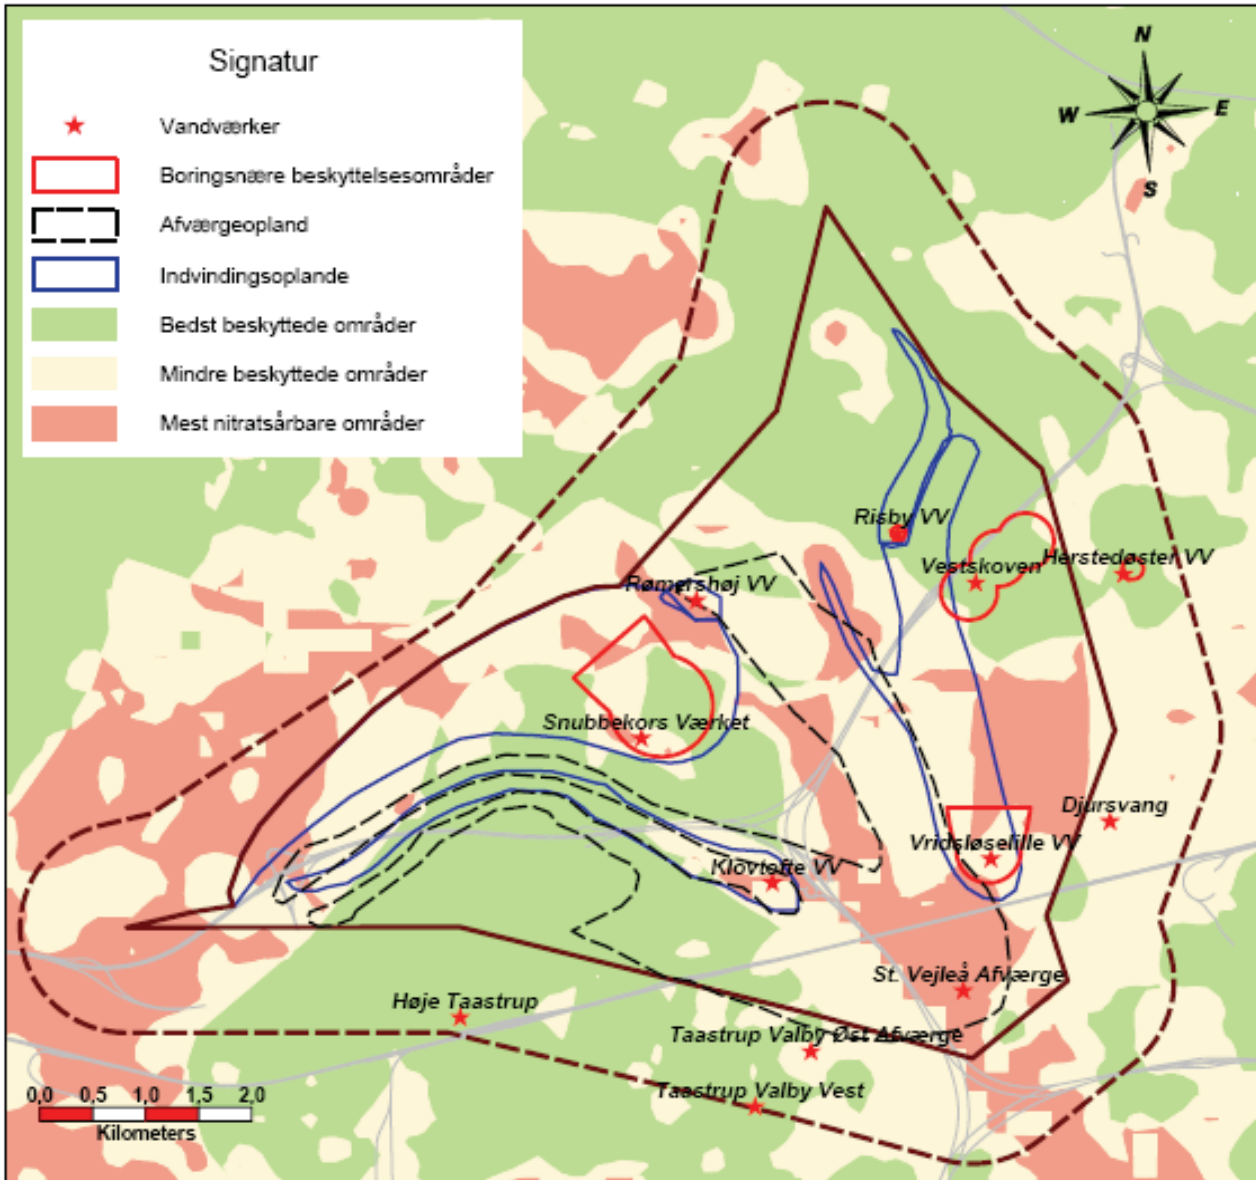 Signatur
Vandværker
Boringsnære beskyttelsesområder
Afværgeopland
Indvindingsoplande
Bedst beskyttede områder
Mindre beskyttede områder
Mest nitratsårbare områder
N
W
E
S
Risby VV
Vestskoven
Herstedøster VV
Rømershøj VV
Snubbekors Værket
Djursvang
Vridsløselille VV
Klovtofte VV
St. Vejleå Afværge
Høje Taastrup
Taastrup Valby Øst Afværge
Taastrup Valby Vest
0,0 0,5 1,0 1,5 2,0
Kilometers